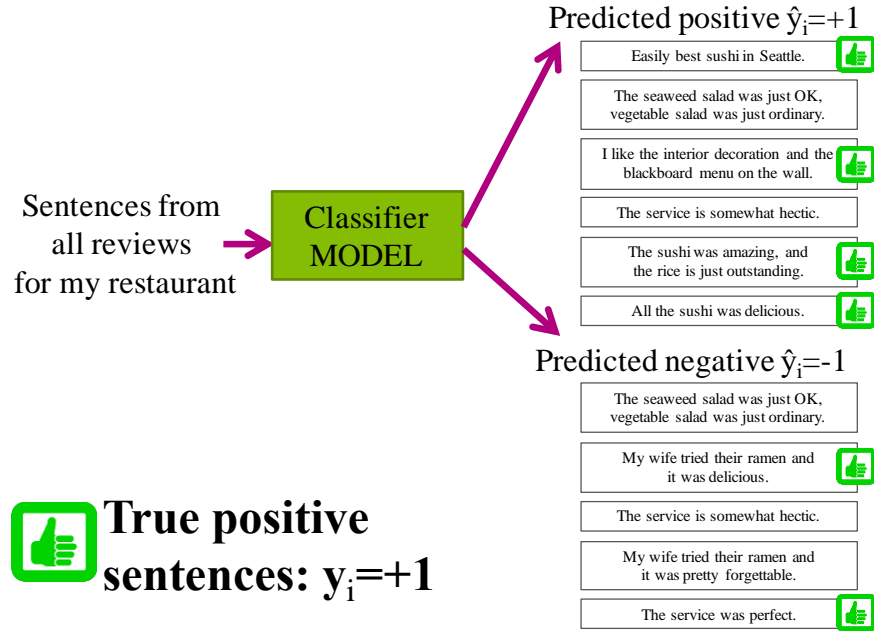 Predicted positive ŷᵢ=+1
Easily best sushi in Seattle.
The seaweed salad was just OK,
vegetable salad was just ordinary.
I like the interior decoration and the
blackboard menu on the wall.
The service is somewhat hectic.
The sushi was amazing, and
the rice is just outstanding.
All the sushi was delicious.
Sentences from
all reviews
for my restaurant
Classifier
MODEL
Predicted negative ŷᵢ=-1
The seaweed salad was just OK,
vegetable salad was just ordinary.
My wife tried their ramen and
it was delicious.
The service is somewhat hectic.
My wife tried their ramen and
it was pretty forgettable.
The service was perfect.
True positive
sentences: yᵢ=+1